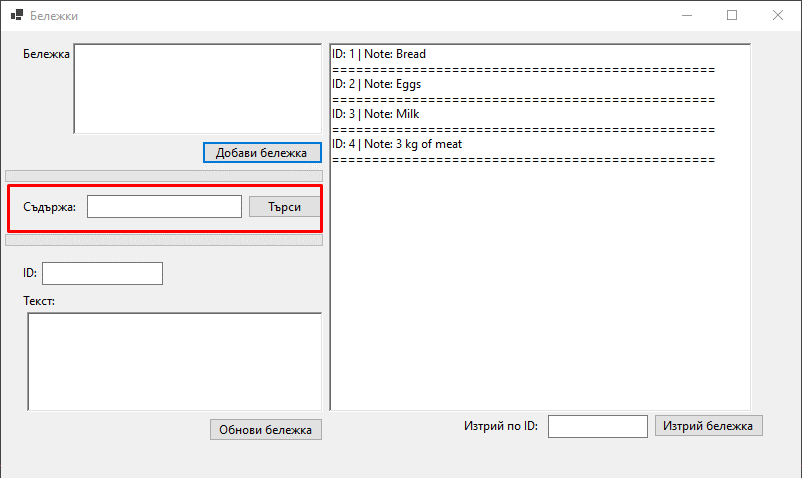 Бележки
Бележка
Добави бележка
Съдържа:
Търси
ID:
Текст:
Обнови бележка
ID: 1 | Note: Bread
================================================
ID: 2 | Note: Eggs
================================================
ID: 3 | Note: Milk
================================================
ID: 4 | Note: 3 kg of meat
================================================
Изтрий по ID:
Изтрий бележка